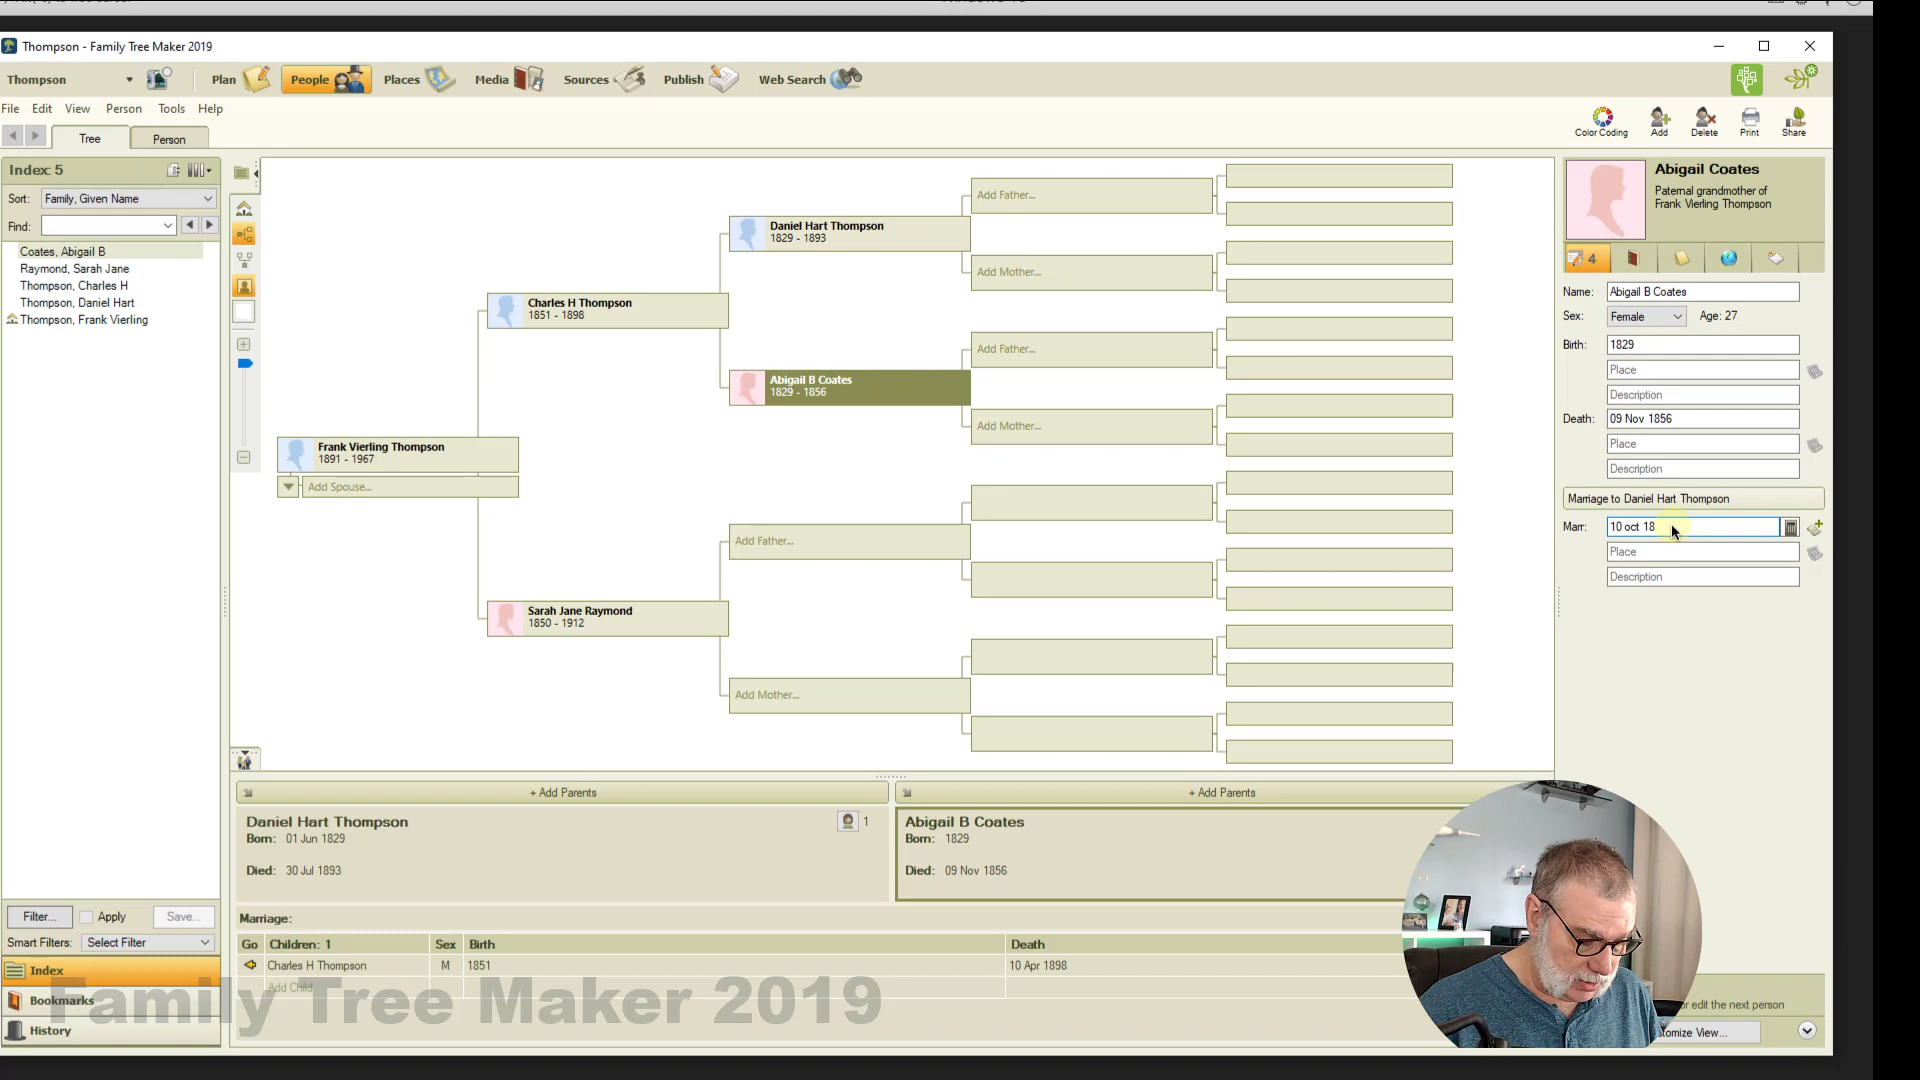 Thompson - Family Tree Maker 2019
Thompson
Plan
People
Places
Media
Sources
Publish
Web Search
File Edit View Person Tools Help
Color Coding
Add
Delete
Print
Share
Tree
Person
Index: 5
Sort: Family, Given Name
Find:
Coates, Abigail B
Raymond, Sarah Jane
Thompson, Charles H
Thompson, Daniel Hart
Thompson, Frank Vierling
Filter...
Apply
Save...
Smart Filters: Select Filter
Index
Bookmarks
History
Frank Vierling Thompson
1891 - 1967
Add Spouse...
Charles H Thompson
1851 - 1898
Sarah Jane Raymond
1850 - 1912
Daniel Hart Thompson
1829 - 1893
Abigail B Coates
1829 - 1856
Add Father...
Add Mother...
Add Father...
Add Mother...
Add Father...
Add Mother...
Abigail Coates
Paternal grandmother of
Frank Vierling Thompson
4
Name: Abigail B Coates
Sex: Female Age: 27
Birth: 1829
Place
Description
Death: 09 Nov 1856
Place
Description
Marriage to Daniel Hart Thompson
Marr: 10 oct 18
Place
Description
+ Add Parents
Daniel Hart Thompson
1
Born: 01 Jun 1829
Died: 30 Jul 1893
+ Add Parents
Abigail B Coates
Born: 1829
Died: 09 Nov 1856
Marriage:
Go Children: 1 Sex Birth Death
Charles H Thompson M 1851 10 Apr 1898
Add Child
or edit the next person
tomize View...
Family Tree Maker 2019